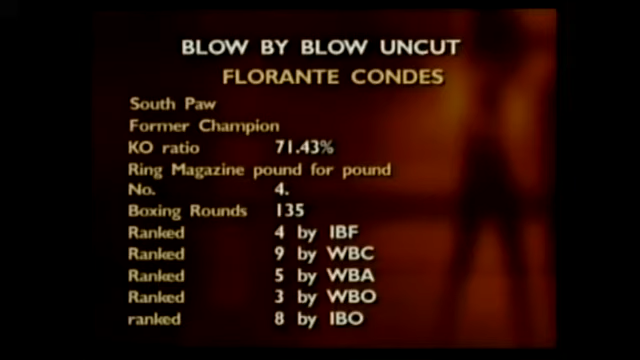 BLOW BY BLOW UNCUT
FLORANTE CONDES
South Paw
Former Champion
KO ratio 71.43%
Ring Magazine pound for pound
No. 4.
Boxing Rounds 135
Ranked 4 by IBF
Ranked 9 by WBC
Ranked 5 by WBA
Ranked 3 by WBO
ranked 8 by IBO